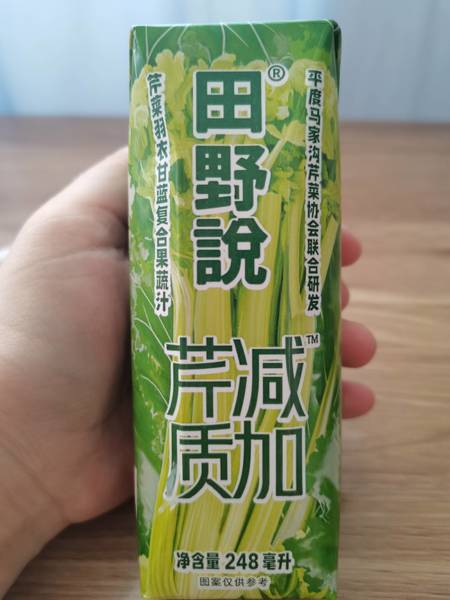 田野說®
芹菜羽衣甘蓝复合果蔬汁
平度马家沟芹菜协会联合研发
芹减™
质加
净含量 248 毫升
图案仅供参考